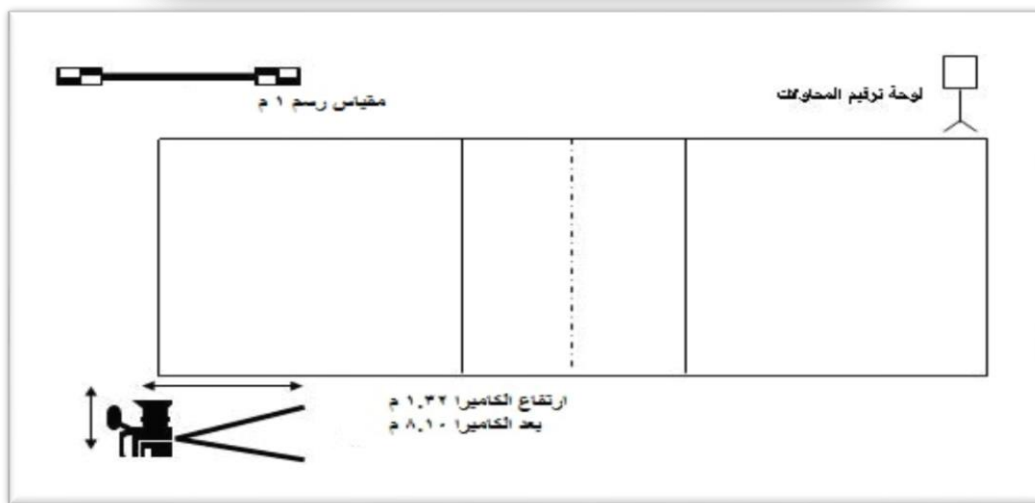 لوحة ترقيم المحاولات
مقياس رسم ١ م
ارتفاع الكاميرا ١,٣٢ م
بعد الكاميرا ٨,١٠ م